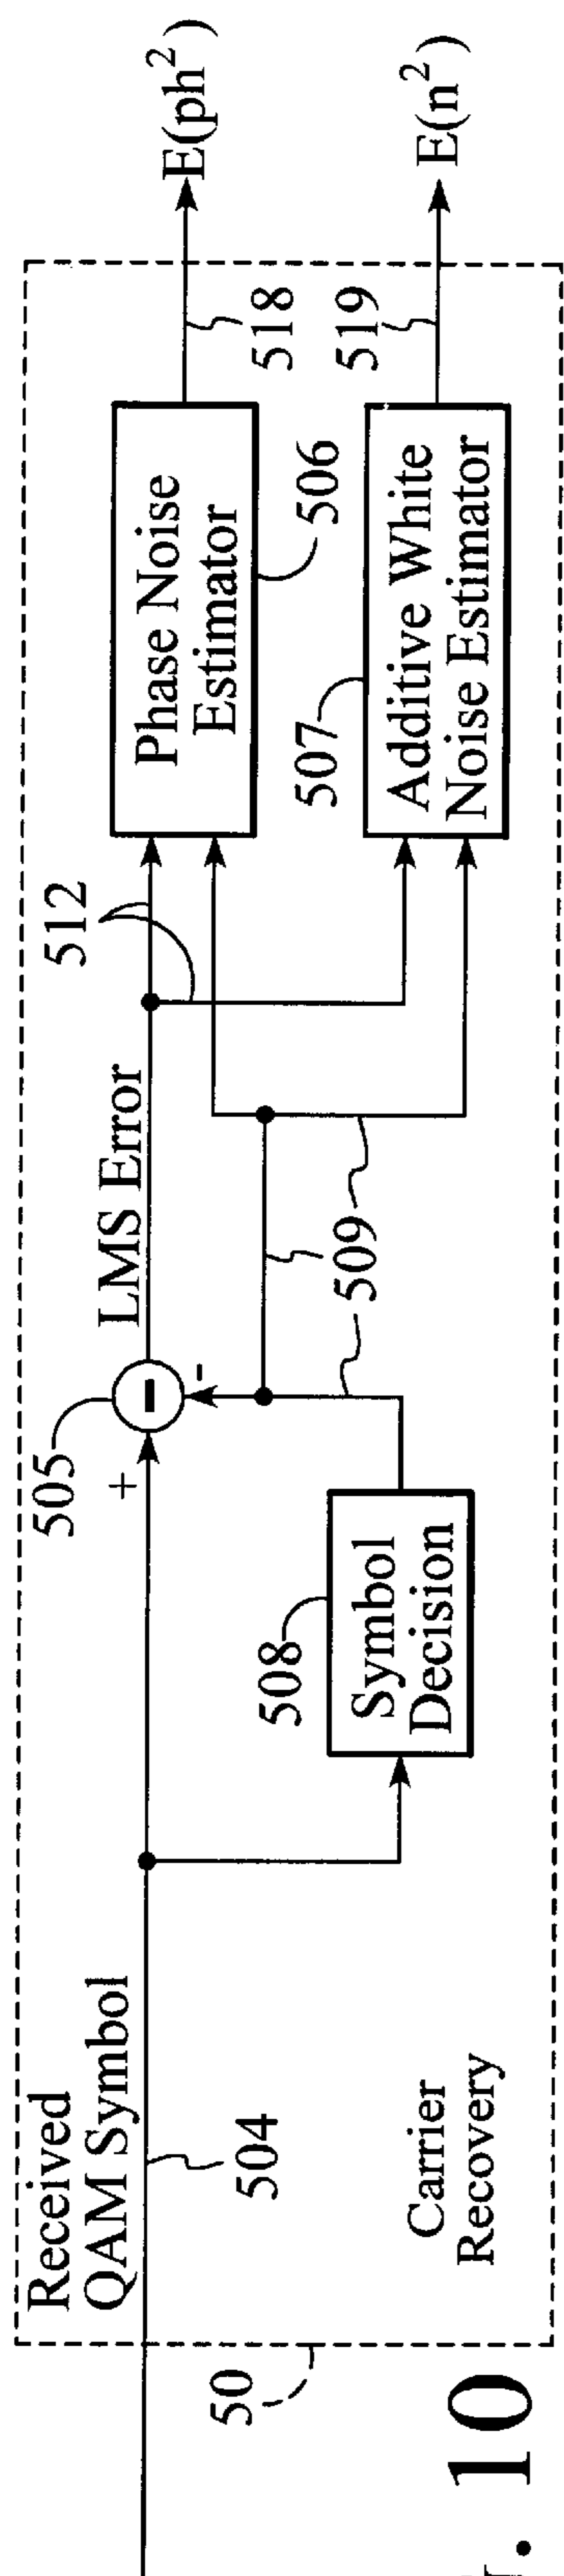 Received
QAM Symbol
504
50
Carrier
Recovery
508
Symbol
Decision
505
+
-
-
LMS Error
509
512
Phase Noise
Estimator
506
507
Additive White
Noise Estimator
518
519
E(ph²)
E(n²)
. 10